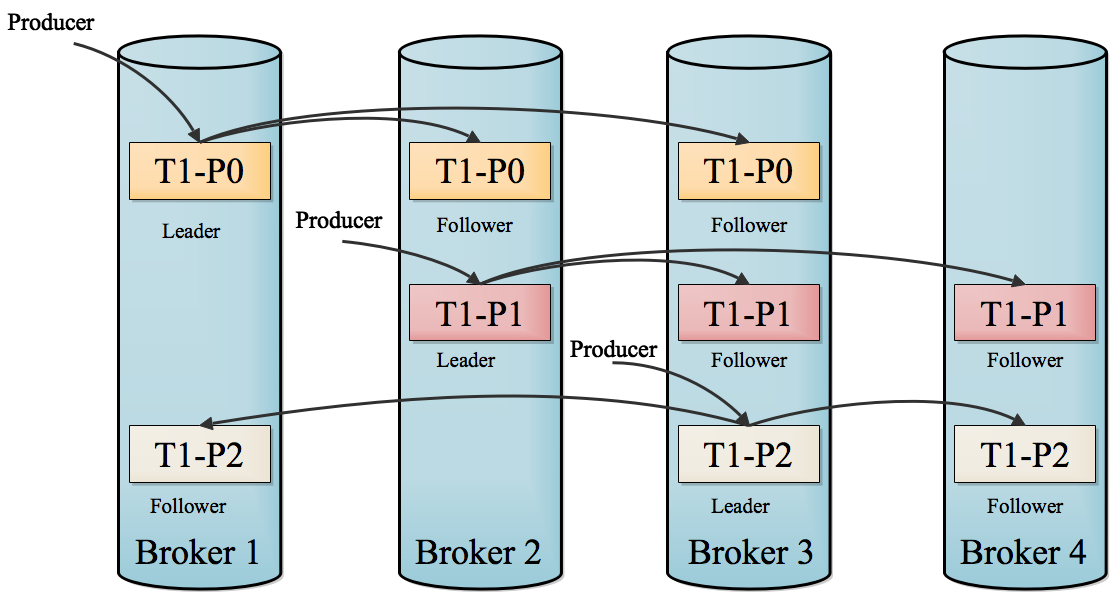 Producer
T1-P0
T1-P0
T1-P0
Leader
Follower
Follower
Producer
T1-P1
T1-P1
T1-P1
Leader
Follower
Follower
Producer
T1-P2
T1-P2
T1-P2
Follower
Leader
Follower
Broker 1
Broker 2
Broker 3
Broker 4